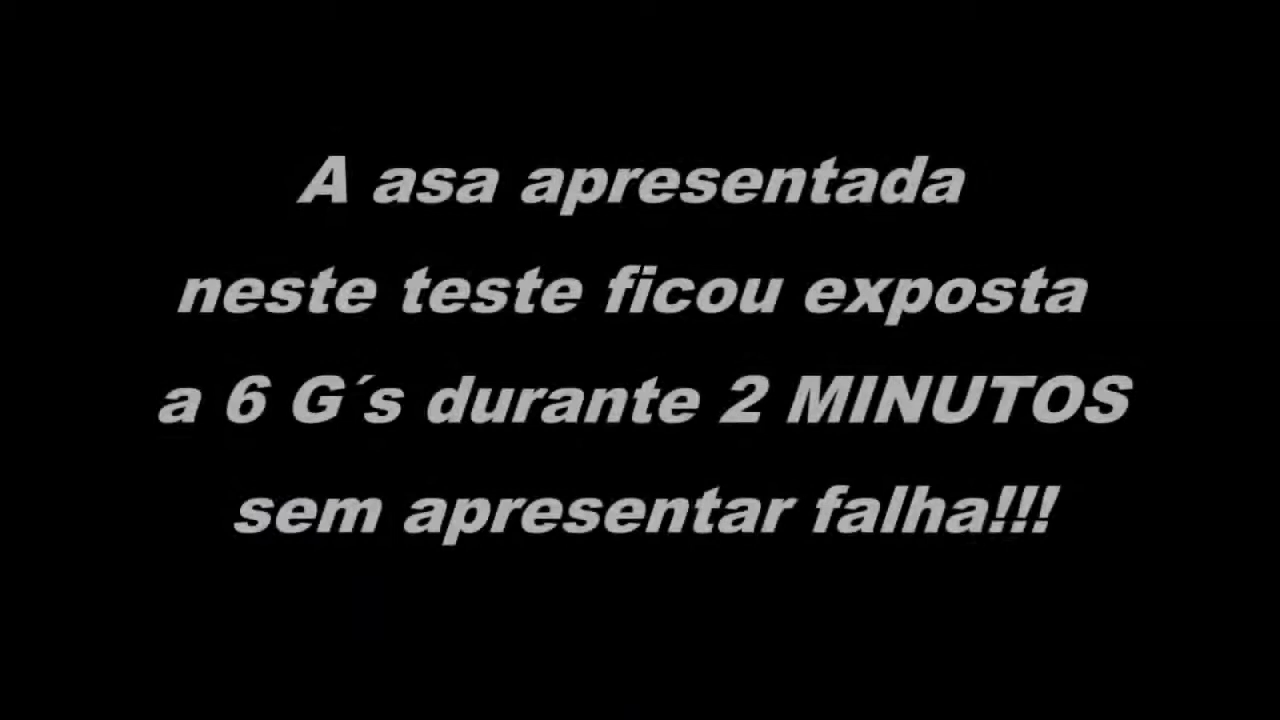 A asa apresentada
neste teste ficou exposta
a 6 G´s durante 2 MINUTOS
sem apresentar falha!!!